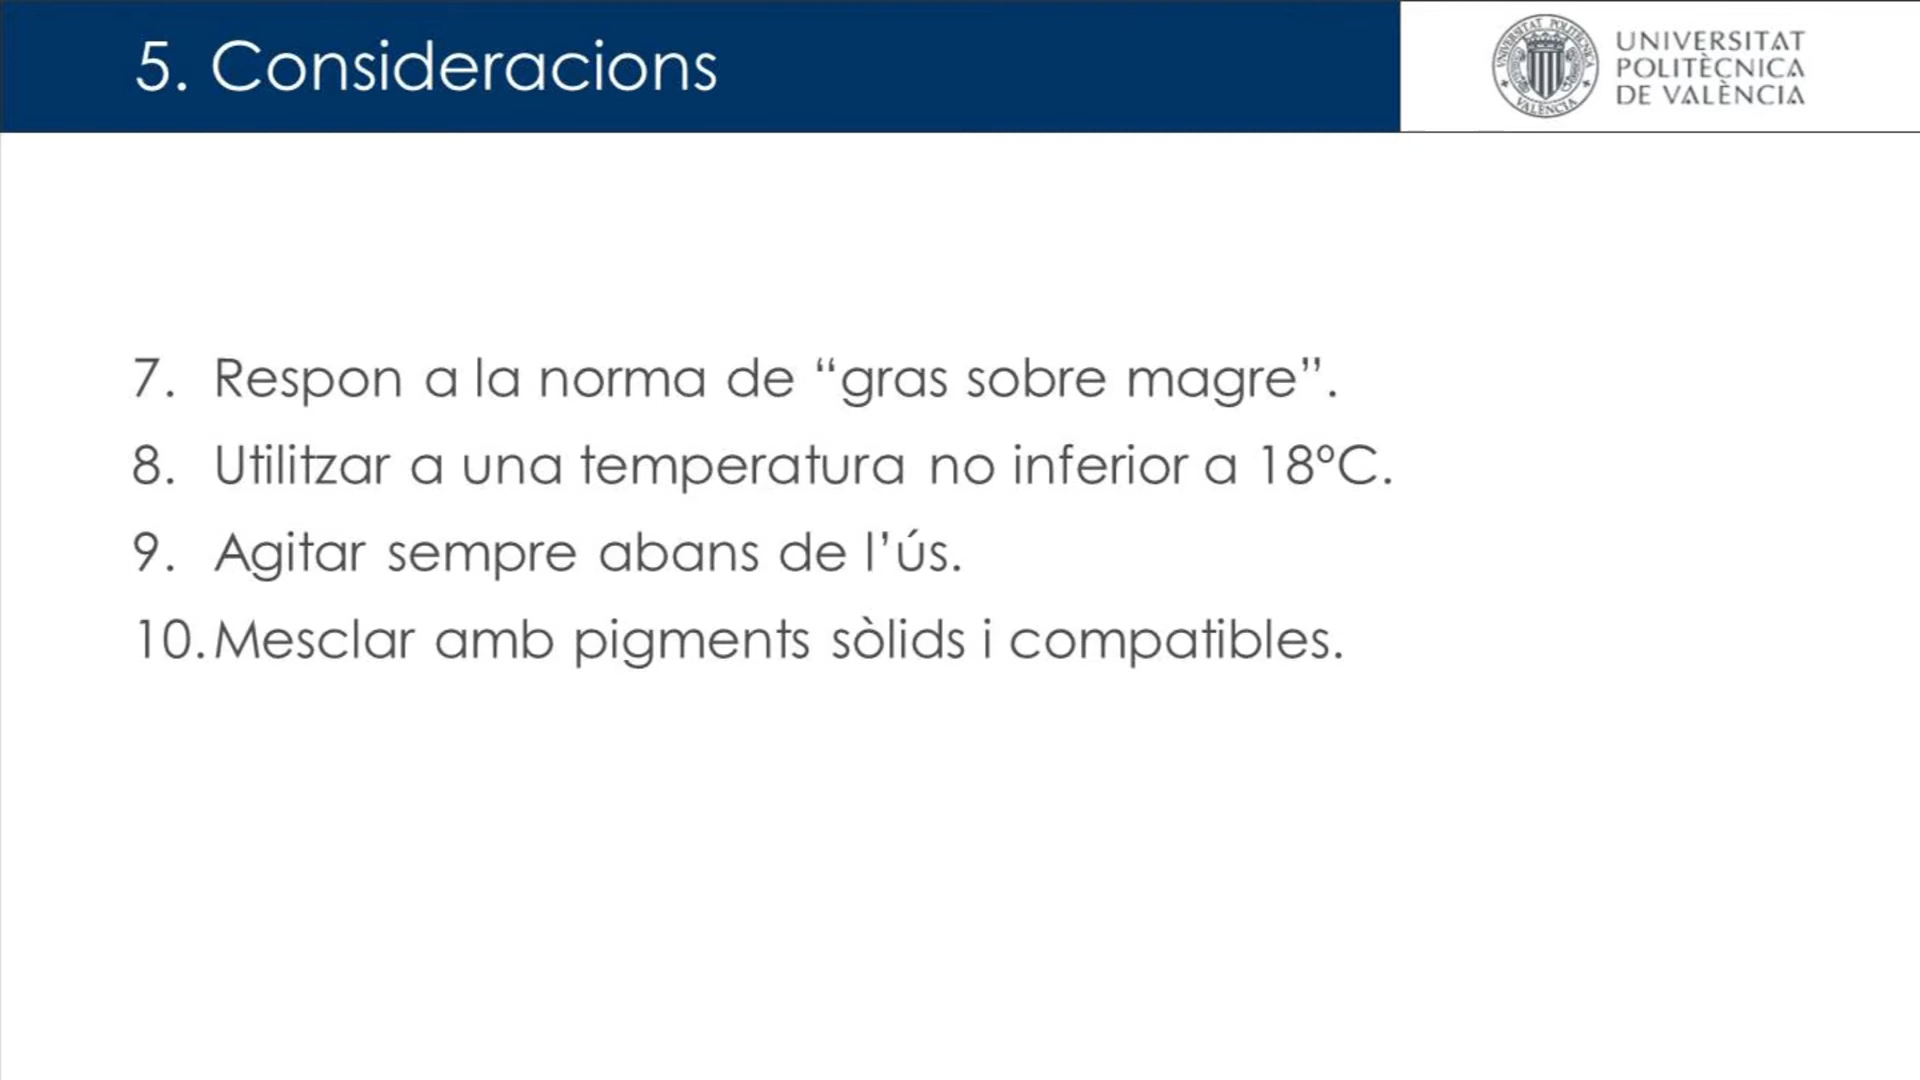 5. Consideracions
UNIVERSITAT
POLITÈCNICA
DE VALÈNCIA
7. Respon a la norma de “gras sobre magre”.
8. Utilitzar a una temperatura no inferior a 18ºC.
9. Agitar sempre abans de l’ús.
10. Mesclar amb pigments sòlids i compatibles.